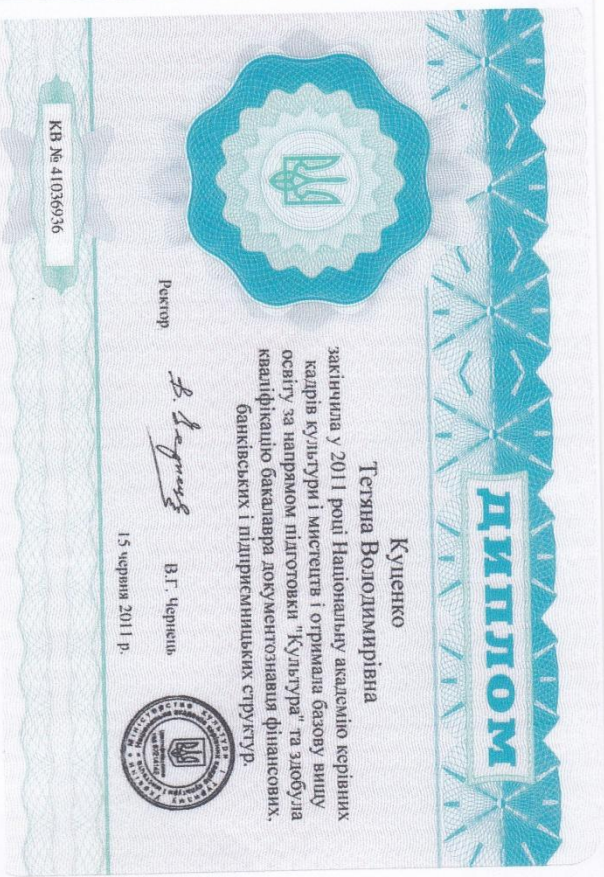 ДИПЛОМ
Куценко
Тетяна Володимирівна
закінчила у 2011 році Національну академію керівних
кадрів культури і мистецтв і отримала базову вищу
освіту за напрямом підготовки "Культура" та здобула
кваліфікацію бакалавра документознавця фінансових,
банківських і підприємницьких структур.
Ректор В.Г. Чернець
15 червня 2011 р.
КВ № 41036936